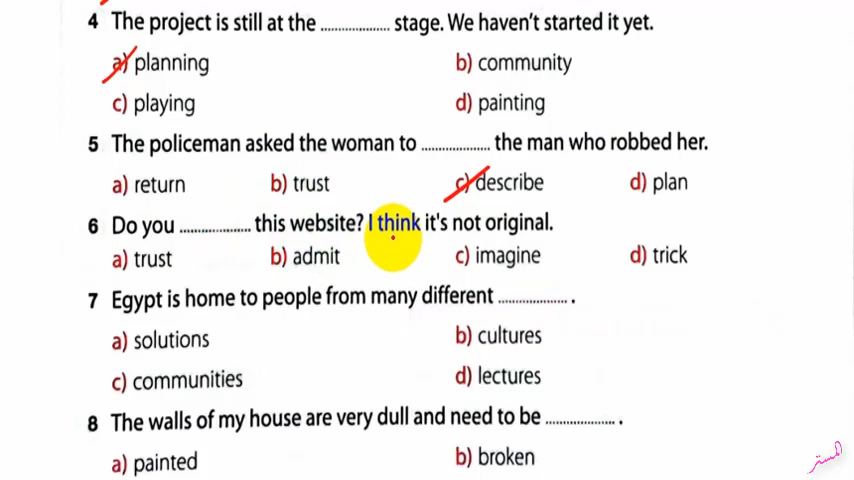 4 The project is still at the ................... stage. We haven't started it yet.
a) planning b) community
c) playing d) painting
5 The policeman asked the woman to ................... the man who robbed her.
a) return b) trust c) describe d) plan
6 Do you ................... this website? I think it's not original.
a) trust b) admit c) imagine d) trick
7 Egypt is home to people from many different ................... .
a) solutions b) cultures
c) communities d) lectures
8 The walls of my house are very dull and need to be ................... .
a) painted b) broken
المستر